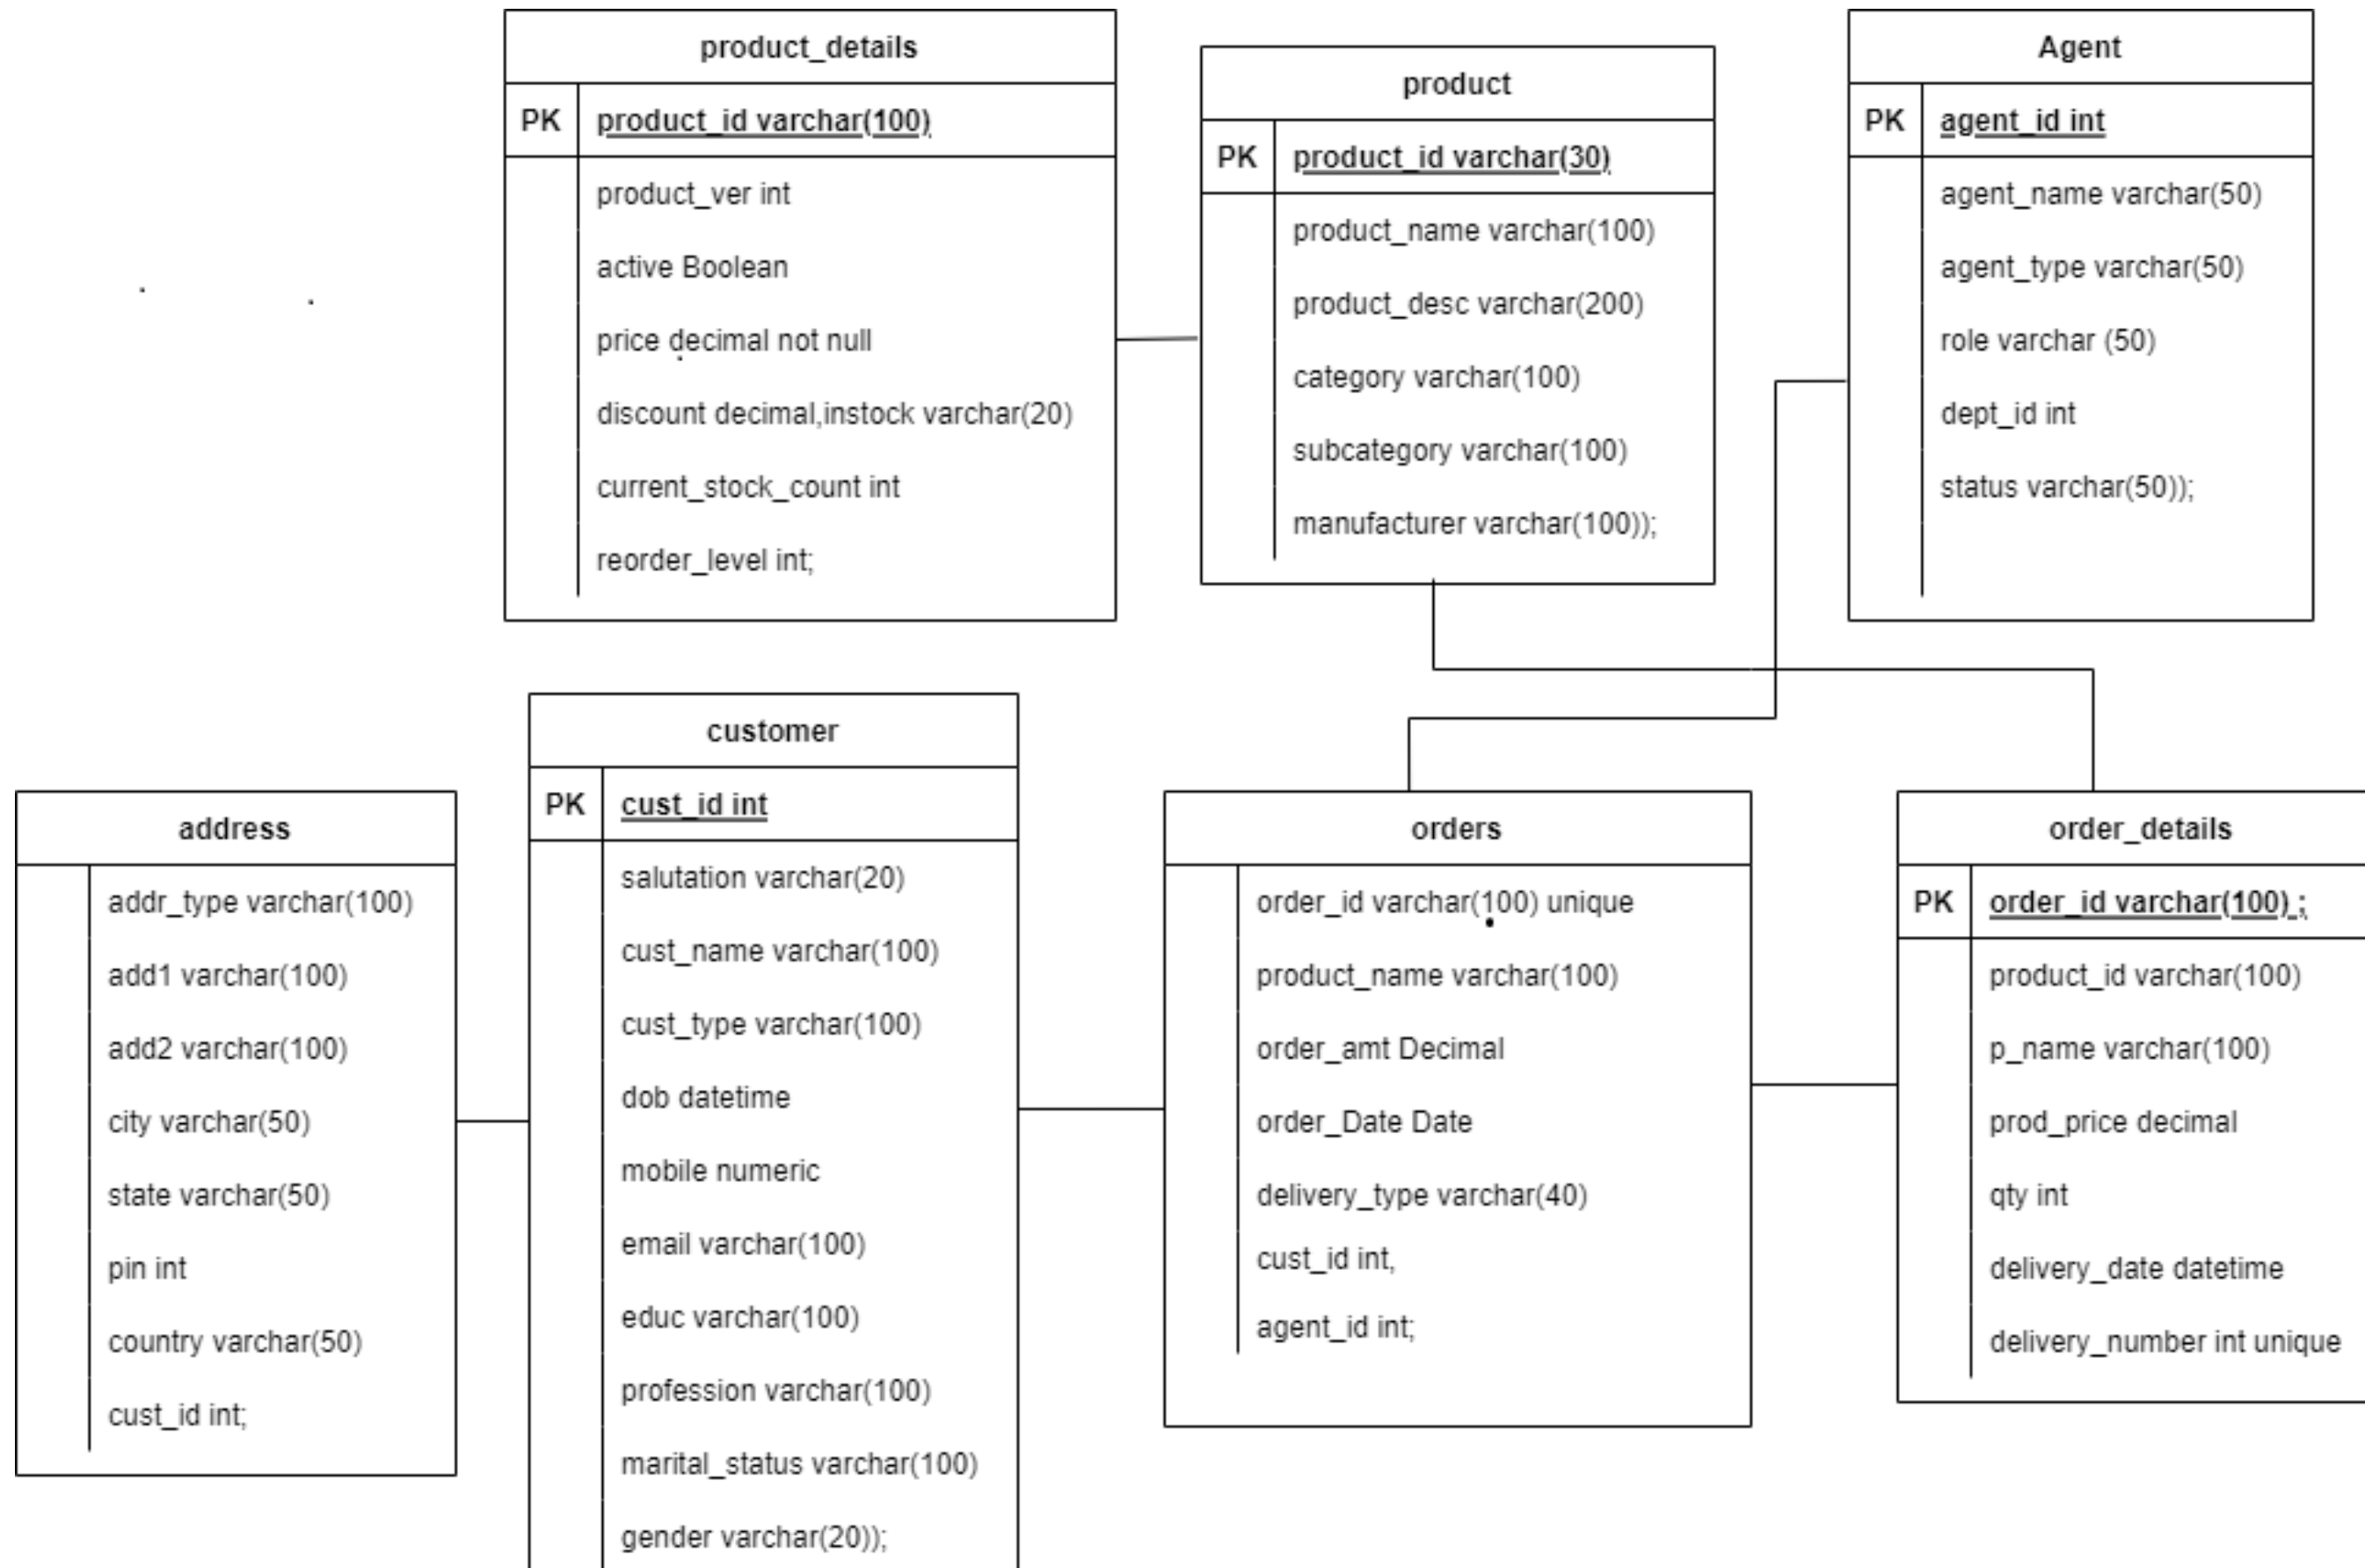 product_details
PK product_id varchar(100)
product_ver int
active Boolean
price decimal not null
discount decimal,instock varchar(20)
current_stock_count int
reorder_level int;
product
PK product_id varchar(30)
product_name varchar(100)
product_desc varchar(200)
category varchar(100)
subcategory varchar(100)
manufacturer varchar(100));
Agent
PK agent_id int
agent_name varchar(50)
agent_type varchar(50)
role varchar (50)
dept_id int
status varchar(50));
address
addr_type varchar(100)
add1 varchar(100)
add2 varchar(100)
city varchar(50)
state varchar(50)
pin int
country varchar(50)
cust_id int;
customer
PK cust_id int
salutation varchar(20)
cust_name varchar(100)
cust_type varchar(100)
dob datetime
mobile numeric
email varchar(100)
educ varchar(100)
profession varchar(100)
marital_status varchar(100)
gender varchar(20));
orders
order_id varchar(100) unique
product_name varchar(100)
order_amt Decimal
order_Date Date
delivery_type varchar(40)
cust_id int,
agent_id int;
order_details
PK order_id varchar(100) ;
product_id varchar(100)
p_name varchar(100)
prod_price decimal
qty int
delivery_date datetime
delivery_number int unique